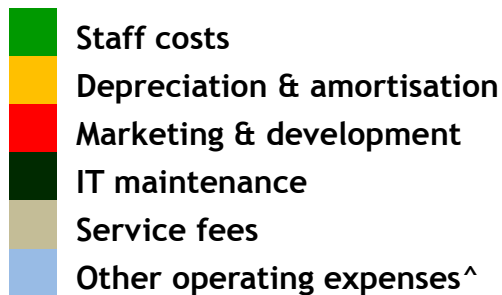 Staff costs
Depreciation & amortisation
Marketing & development
IT maintenance
Service fees
Other operating expenses^